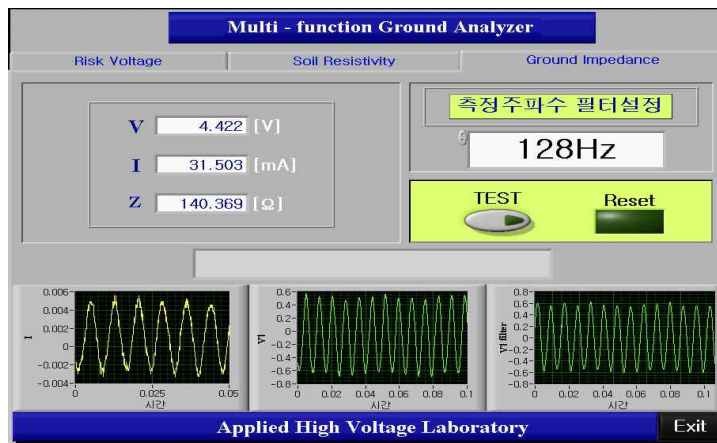 Multi - function Ground Analyzer
Risk Voltage
Soil Resistivity
Ground Impedance
V 4.422 [V]
I 31.503 [mA]
Z 140.369 [Ω]
측정주파수 필터설정
128Hz
TEST
Reset
I
0.006
0.004
0.002
0
-0.002
-0.004
0 0.025 0.05
시간
V1
0.6
0.4
0.2
0
-0.2
-0.4
-0.6
-0.8
0 0.02 0.04 0.06 0.08 0.1
시간
V1 filter
0.8
0.6
0.4
0.2
0
-0.2
-0.4
-0.6
-0.8
0 0.02 0.04 0.06 0.08 0.1
시간
Applied High Voltage Laboratory
Exit